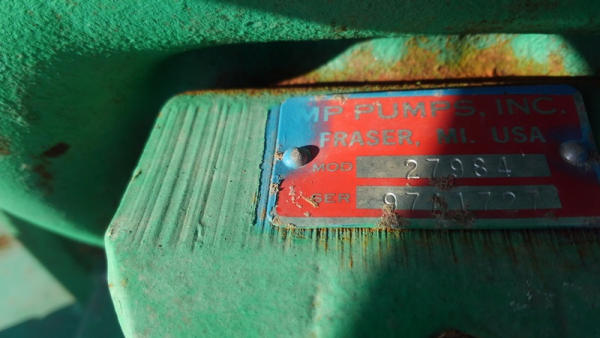 MP PUMPS, INC.
FRASER, MI. USA
MOD 27984
SER